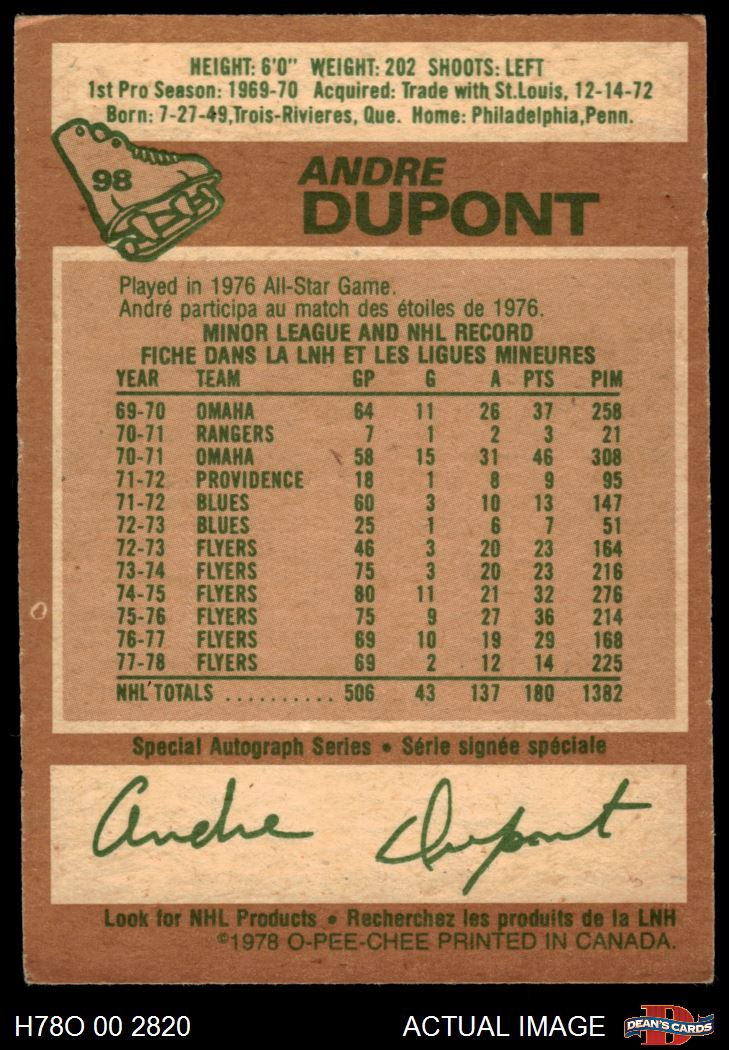 HEIGHT: 6'0" WEIGHT: 202 SHOOTS: LEFT
1st Pro Season: 1969-70 Acquired: Trade with St.Louis, 12-14-72
Born: 7-27-49,Trois-Rivieres, Que. Home: Philadelphia,Penn.
98
ANDRE
DUPONT
Played in 1976 All-Star Game.
André participa au match des étoiles de 1976.
MINOR LEAGUE AND NHL RECORD
FICHE DANS LA LNH ET LES LIGUES MINEURES
YEAR TEAM GP G A PTS PIM
69-70 OMAHA 64 11 26 37 258
70-71 RANGERS 7 1 2 3 21
70-71 OMAHA 58 15 31 46 308
71-72 PROVIDENCE 18 1 8 9 95
71-72 BLUES 60 3 10 13 147
72-73 BLUES 25 1 6 7 51
72-73 FLYERS 46 3 20 23 164
73-74 FLYERS 75 3 20 23 216
74-75 FLYERS 80 11 21 32 276
75-76 FLYERS 75 9 27 36 214
76-77 FLYERS 69 10 19 29 168
77-78 FLYERS 69 2 12 14 225
NHL TOTALS .......... 506 43 137 180 1382
Special Autograph Series • Série signée spéciale
Andre Dupont
Look for NHL Products • Recherchez les produits de la LNH
©1978 O-PEE-CHEE PRINTED IN CANADA.
H78O 00 2820 ACTUAL IMAGE D DEAN'S CARDS